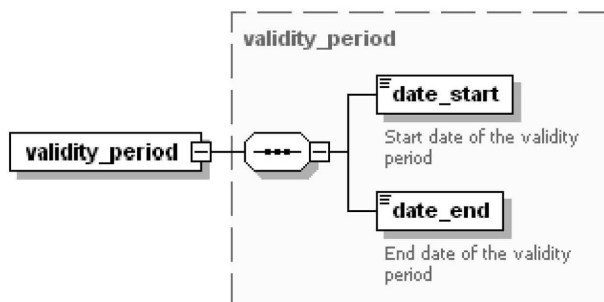 validity_period
validity_period
date_start
Start date of the validity
period
date_end
End date of the validity
period